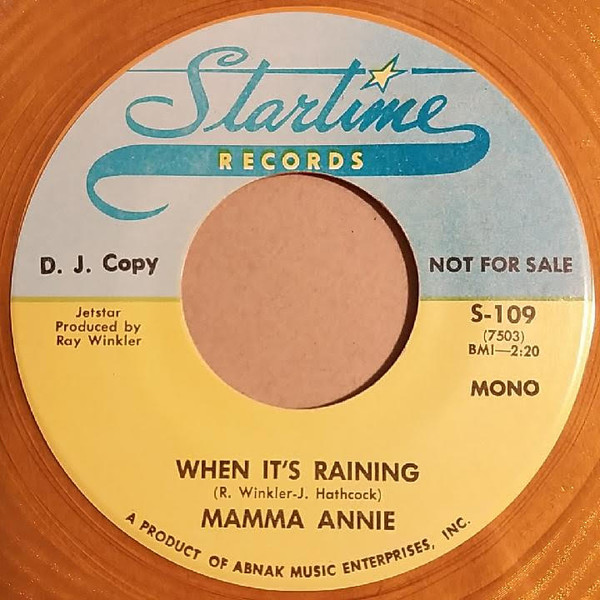 Startime
RECORDS
D. J. Copy
NOT FOR SALE
Jetstar
Produced by
Ray Winkler
S-109
(7503)
BMI—2:20
MONO
WHEN IT'S RAINING
(R. Winkler-J. Hathcock)
MAMMA ANNIE
A PRODUCT OF ABNAK MUSIC ENTERPRISES, INC.